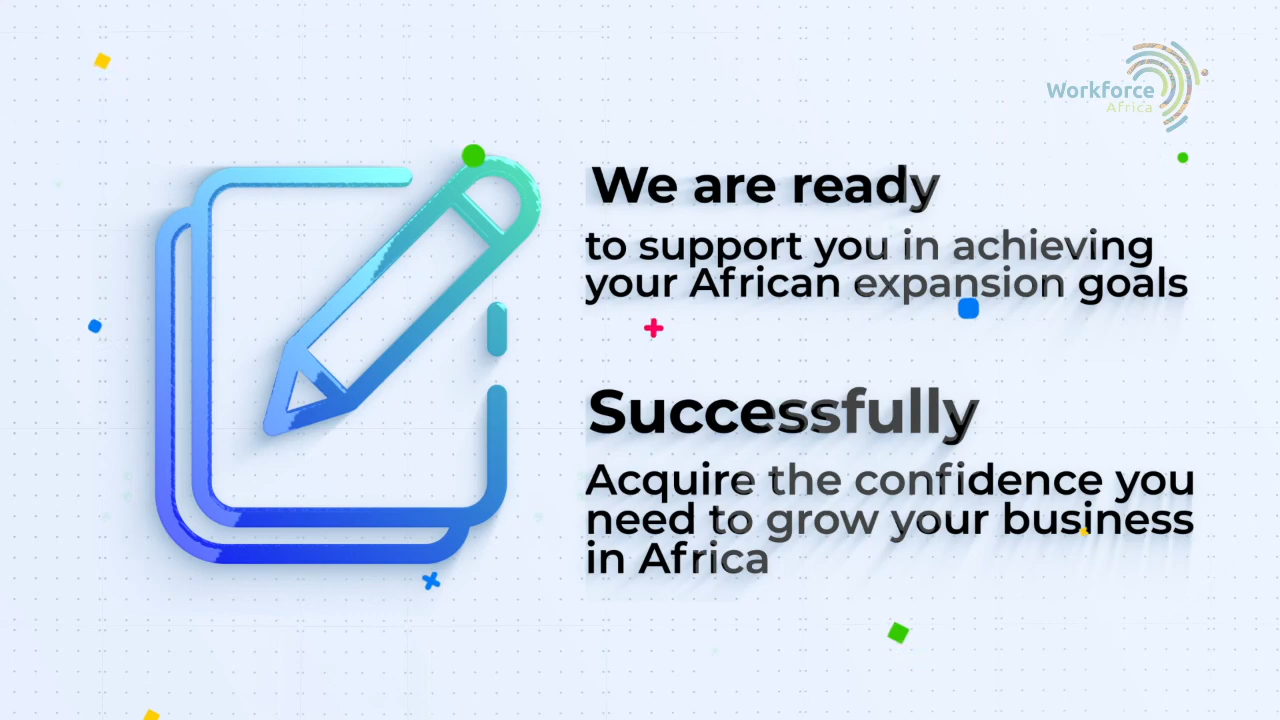 Workforce
Africa
We are ready
to support you in achieving
your African expansion goals
Successfully
Acquire the confidence you
need to grow your business
in Africa